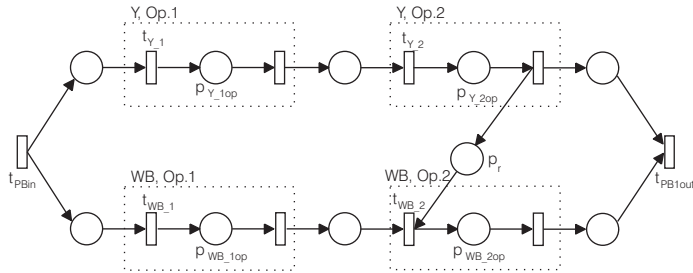 Y, Op.1
Y, Op.2
t_Y_1
t_Y_2
p_Y_1op
p_Y_2op
t_PBin
p_r
t_PB1out
WB, Op.1
WB, Op.2
t_WB_1
t_WB_2
p_WB_1op
p_WB_2op